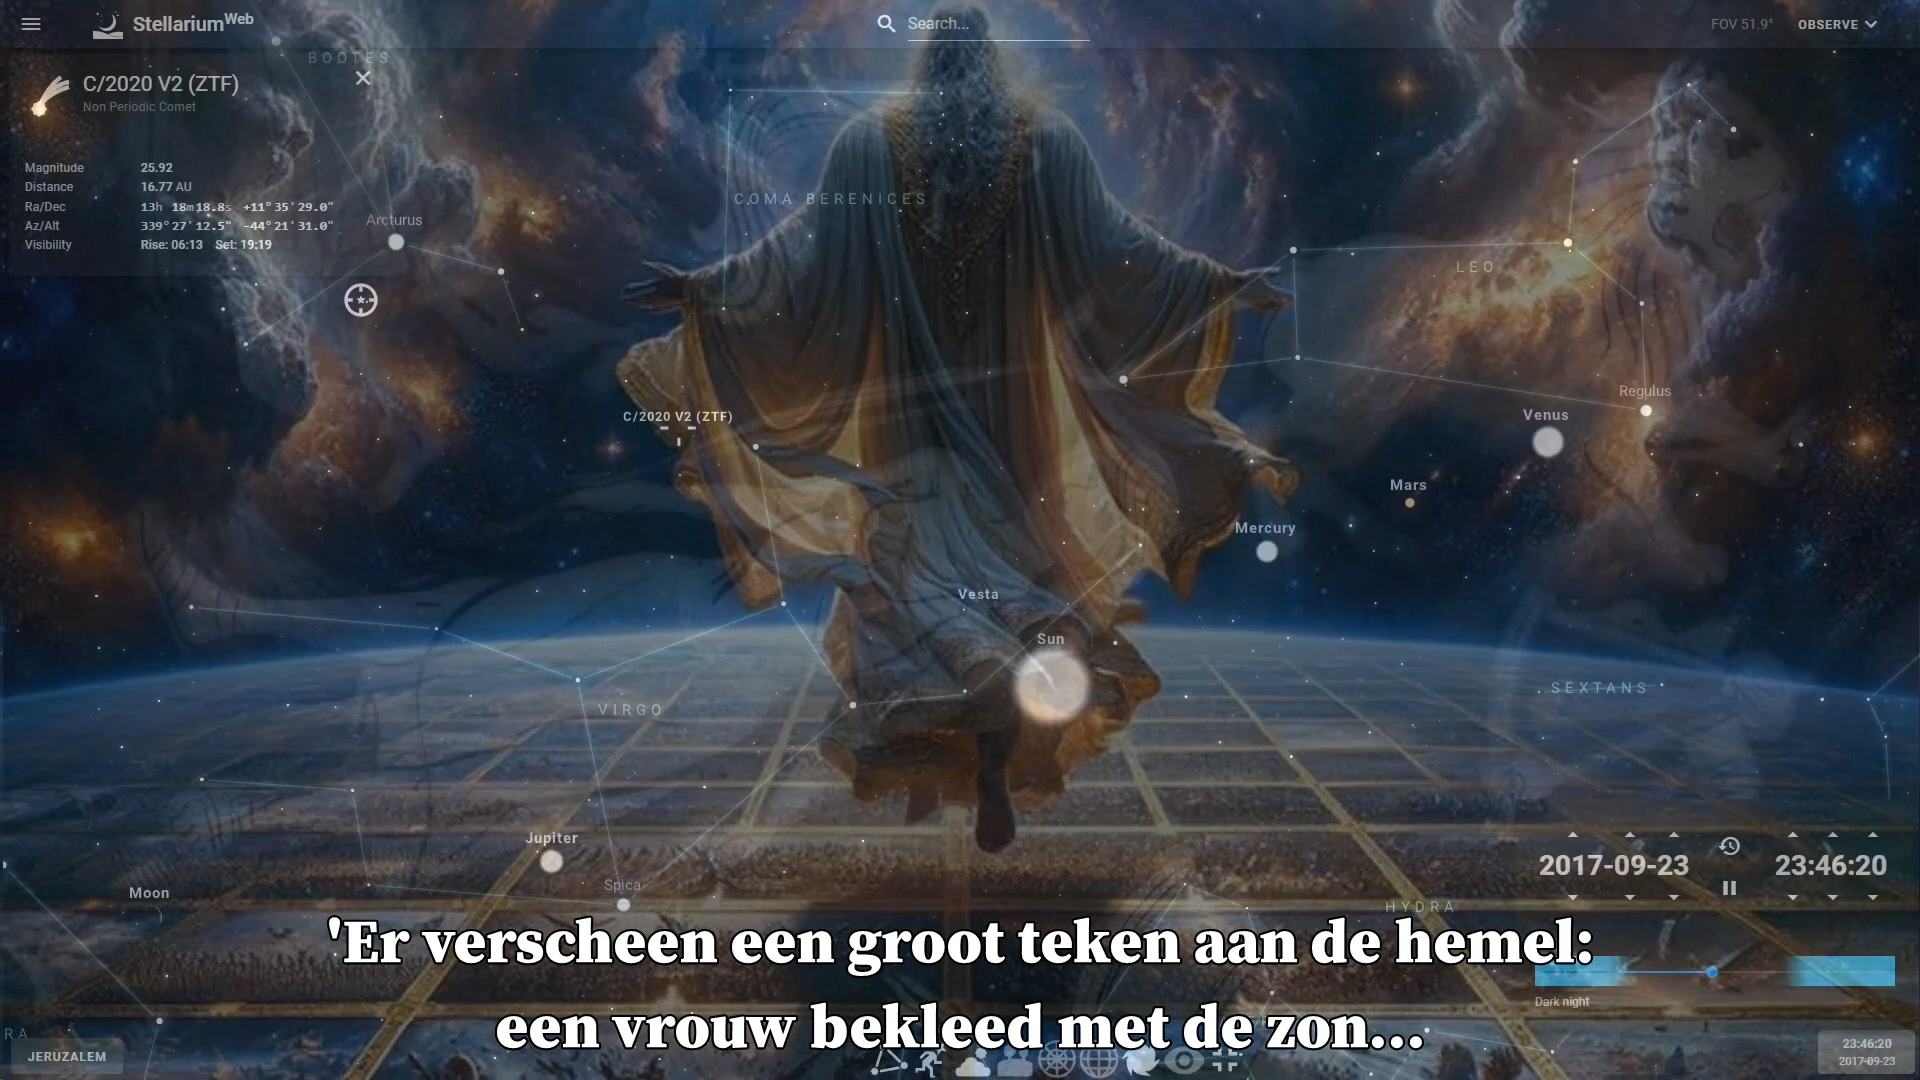 StellariumWeb
Search...
FOV 51.9°
OBSERVE
BOOTES
C/2020 V2 (ZTF)
Non Periodic Comet
Magnitude 25.92
Distance 16.77 AU
Ra/Dec 13h 18m18.8s +11°35'29.0"
Az/Alt 339°27'12.5" -44°21'31.0"
Visibility Rise: 06:13 Set: 19:19
Arcturus
COMA BERENICES
LEO
Regulus
C/2020 V2 (ZTF)
Venus
Mars
Mercury
Vesta
Sun
SEXTANS
VIRGO
Jupiter
Spica
Moon
HYDRA
2017-09-23 23:46:20
'Er verscheen een groot teken aan de hemel:
een vrouw bekleed met de zon...
Dark night
RA
JERUZALEM
23:46:20
2017-09-23